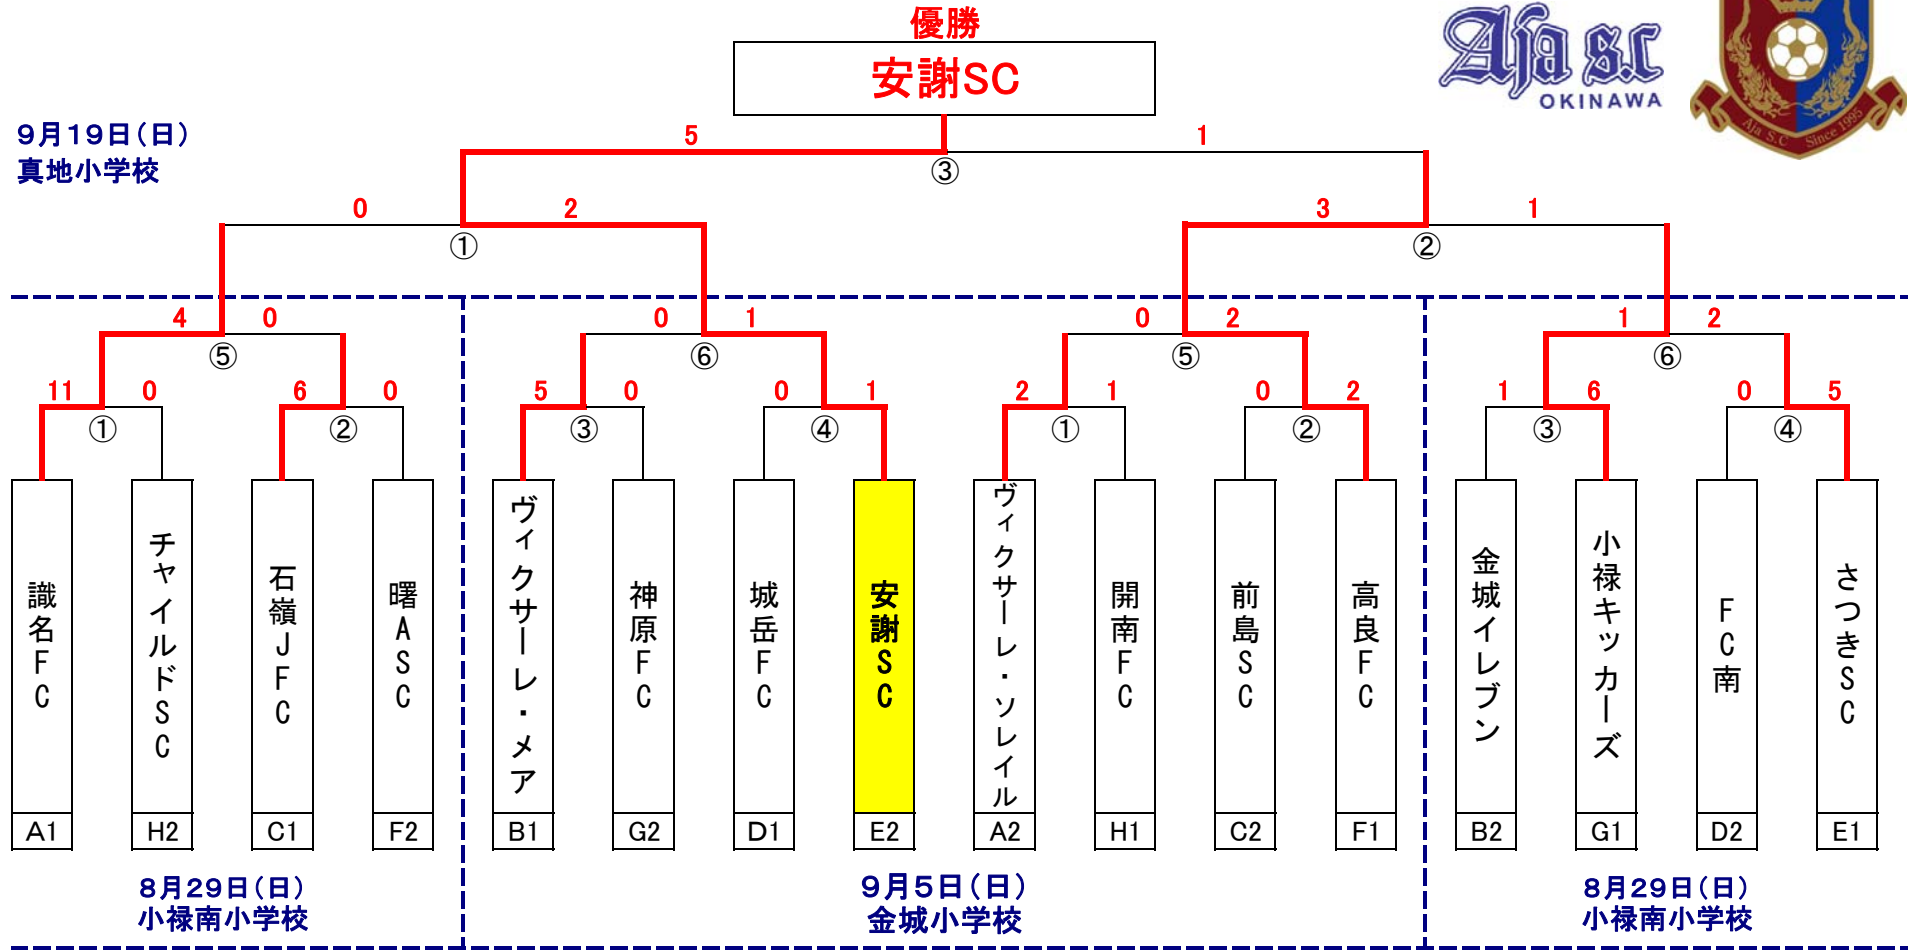 優勝
安謝SC
Aja S.C
OKINAWA
Aja S.C Since 1995
9月19日(日)
真地小学校
5 1
③
0 2 3 1
① ②
4 0 0 1 0 2 1 2
⑤ ⑥ ⑤ ⑥
11 0 6 0 5 0 0 1 2 1 0 2 1 6 0 5
① ② ③ ④ ① ② ③ ④
識名FC
チャイルドSC
石嶺JFC
曙ASC
ヴィクサーレ・メア
神原FC
城岳FC
安謝SC
ヴィクサーレ・ソレイル
開南FC
前島SC
高良FC
金城イレブン
小禄キッカーズ
FC南
さつきSC
A1 H2 C1 F2 B1 G2 D1 E2 A2 H1 C2 F1 B2 G1 D2 E1
8月29日(日)
小禄南小学校
9月5日(日)
金城小学校
8月29日(日)
小禄南小学校